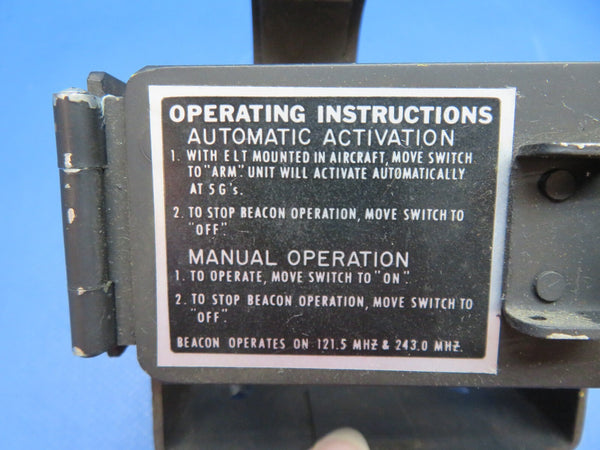 OPERATING INSTRUCTIONS
AUTOMATIC ACTIVATION
1. WITH ELT MOUNTED IN AIRCRAFT, MOVE SWITCH
TO "ARM" UNIT WILL ACTIVATE AUTOMATICALLY
AT 5 G's.
2. TO STOP BEACON OPERATION, MOVE SWITCH TO
"OFF".
MANUAL OPERATION
1. TO OPERATE, MOVE SWITCH TO "ON".
2. TO STOP BEACON OPERATION, MOVE SWITCH TO
"OFF".
BEACON OPERATES ON 121.5 MHZ & 243.0 MHZ.